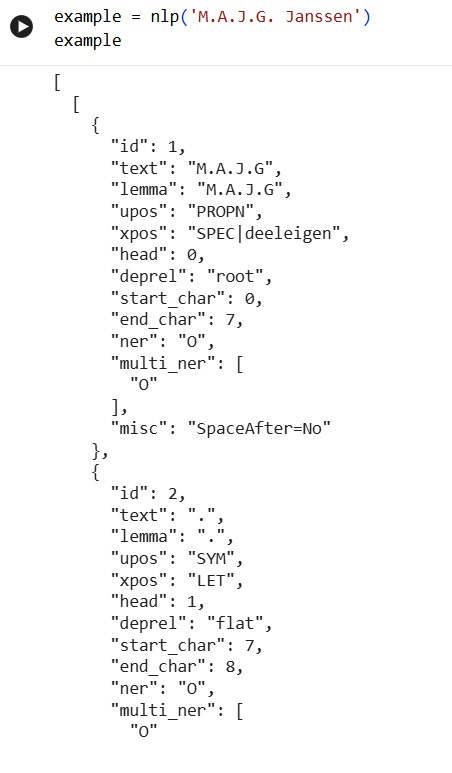 example = nlp('M.A.J.G. Janssen')
example
[
[
{
"id": 1,
"text": "M.A.J.G",
"lemma": "M.A.J.G",
"upos": "PROPN",
"xpos": "SPEC|deeleigen",
"head": 0,
"deprel": "root",
"start_char": 0,
"end_char": 7,
"ner": "O",
"multi_ner": [
"O"
],
"misc": "SpaceAfter=No"
},
{
"id": 2,
"text": ".",
"lemma": ".",
"upos": "SYM",
"xpos": "LET",
"head": 1,
"deprel": "flat",
"start_char": 7,
"end_char": 8,
"ner": "O",
"multi_ner": [
"O"